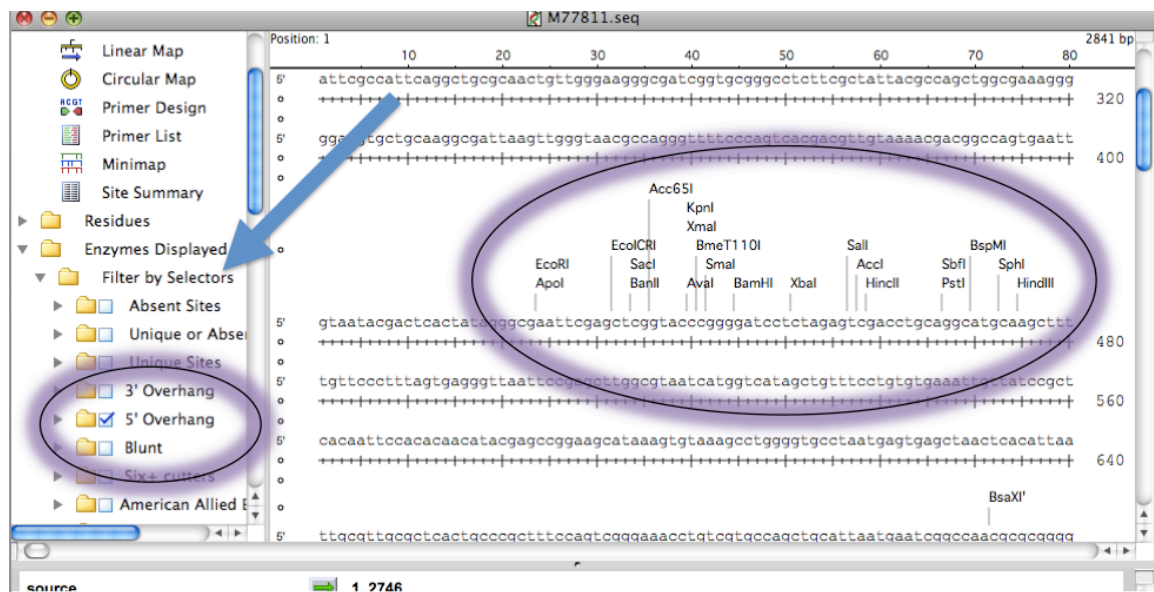 M77811.seq
Linear Map
Circular Map
ACGT
Primer Design
Primer List
Minimap
Site Summary
Residues
Enzymes Displayed
Filter by Selectors
Absent Sites
Unique or Abse
Unique Sites
3' Overhang
5' Overhang
Blunt
Six+ cutters
American Allied
Position: 1
2841 bp
10 20 30 40 50 60 70 80
5' attcgccattcaggctgcgcaactgttgggaagggcgatcggtgcgggcctcttcgctattacgccagctggcgaaaggg
320
5' tgctgcaaggcgattaagttgggtaacgccagggttttcccagtcacgacgttgtaaaacgacggccagtgaatt
400
Acc65I
KpnI
XmaI
EcoICRI BmeT110I SalI BspMI
EcoRI SacI SmaI AccI SbfI SphI
ApoI BanII AvaI BamHI XbaI HincII PstI HindIII
5' gtaatacgactcactatagggcgaattcgagctcggtacccggggatcctctagagtcgacctgcaggcatgcaagcttt
480
5' tgttccctttagtgagggttaattccgagcttggcgtaatcatggtcatagctgtttcctgtgtgaaattgttatccgct
560
5' cacaattccacacaacatacgagccggaagcataaagtgtaaagcctggggtgcctaatgagtgagctaactcacattaa
640
BsaXI'
5' ttgcgttgcgctcactgcccgctttccagtcgggaaacctgtcgtgccagctgcattaatgaatcggccaacgcgcgggg
source 1 2746